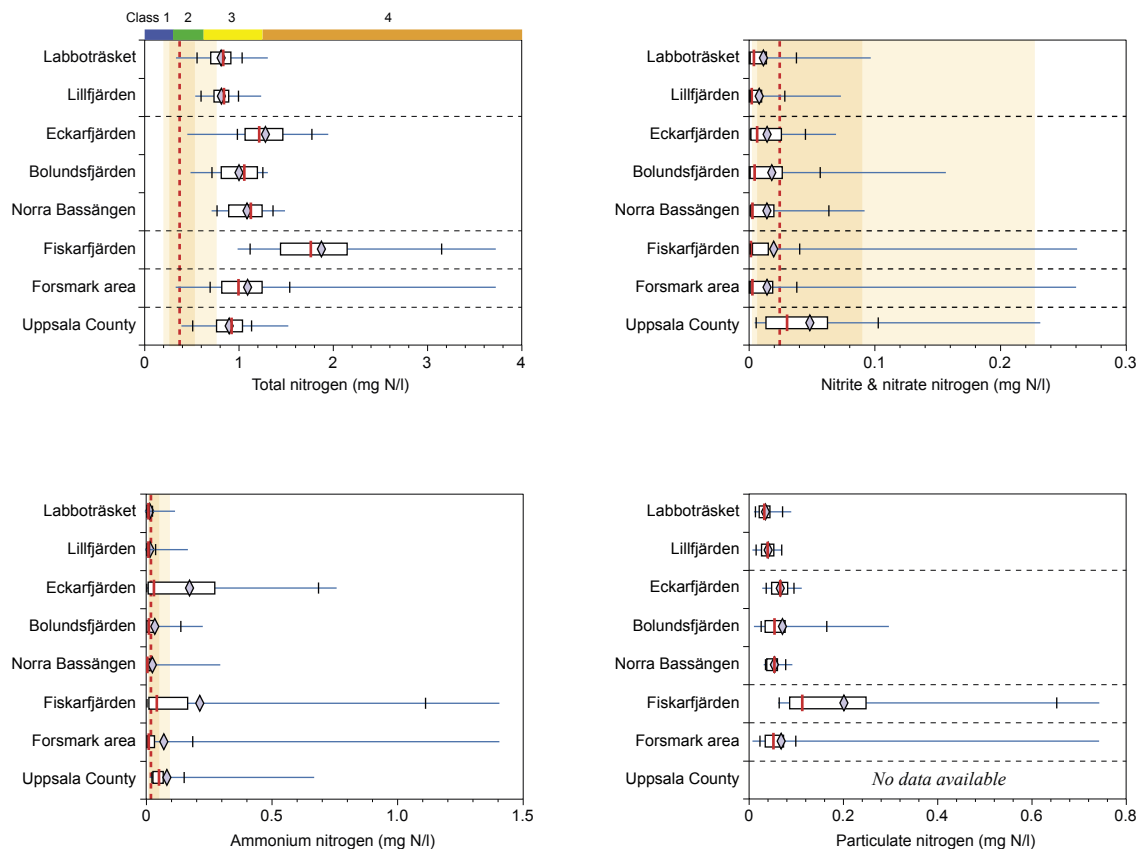 Class 1 2 3 4
Labboträsket
Lillfjärden
Eckarfjärden
Bolundsfjärden
Norra Bassängen
Fiskarfjärden
Forsmark area
Uppsala County
0 1 2 3 4
Total nitrogen (mg N/l)
Labboträsket
Lillfjärden
Eckarfjärden
Bolundsfjärden
Norra Bassängen
Fiskarfjärden
Forsmark area
Uppsala County
0 0.1 0.2 0.3
Nitrite & nitrate nitrogen (mg N/l)
Labboträsket
Lillfjärden
Eckarfjärden
Bolundsfjärden
Norra Bassängen
Fiskarfjärden
Forsmark area
Uppsala County
0 0.5 1.0 1.5
Ammonium nitrogen (mg N/l)
Labboträsket
Lillfjärden
Eckarfjärden
Bolundsfjärden
Norra Bassängen
Fiskarfjärden
Forsmark area
Uppsala County No data available
0 0.2 0.4 0.6 0.8
Particulate nitrogen (mg N/l)